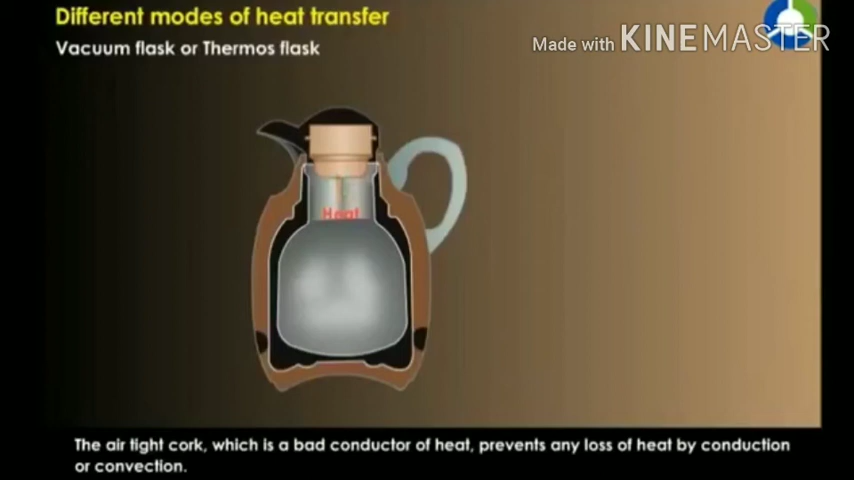 Different modes of heat transfer
Vacuum flask or Thermos flask
Made with KINEMASTER
Heat
The air tight cork, which is a bad conductor of heat, prevents any loss of heat by conduction
or convection.